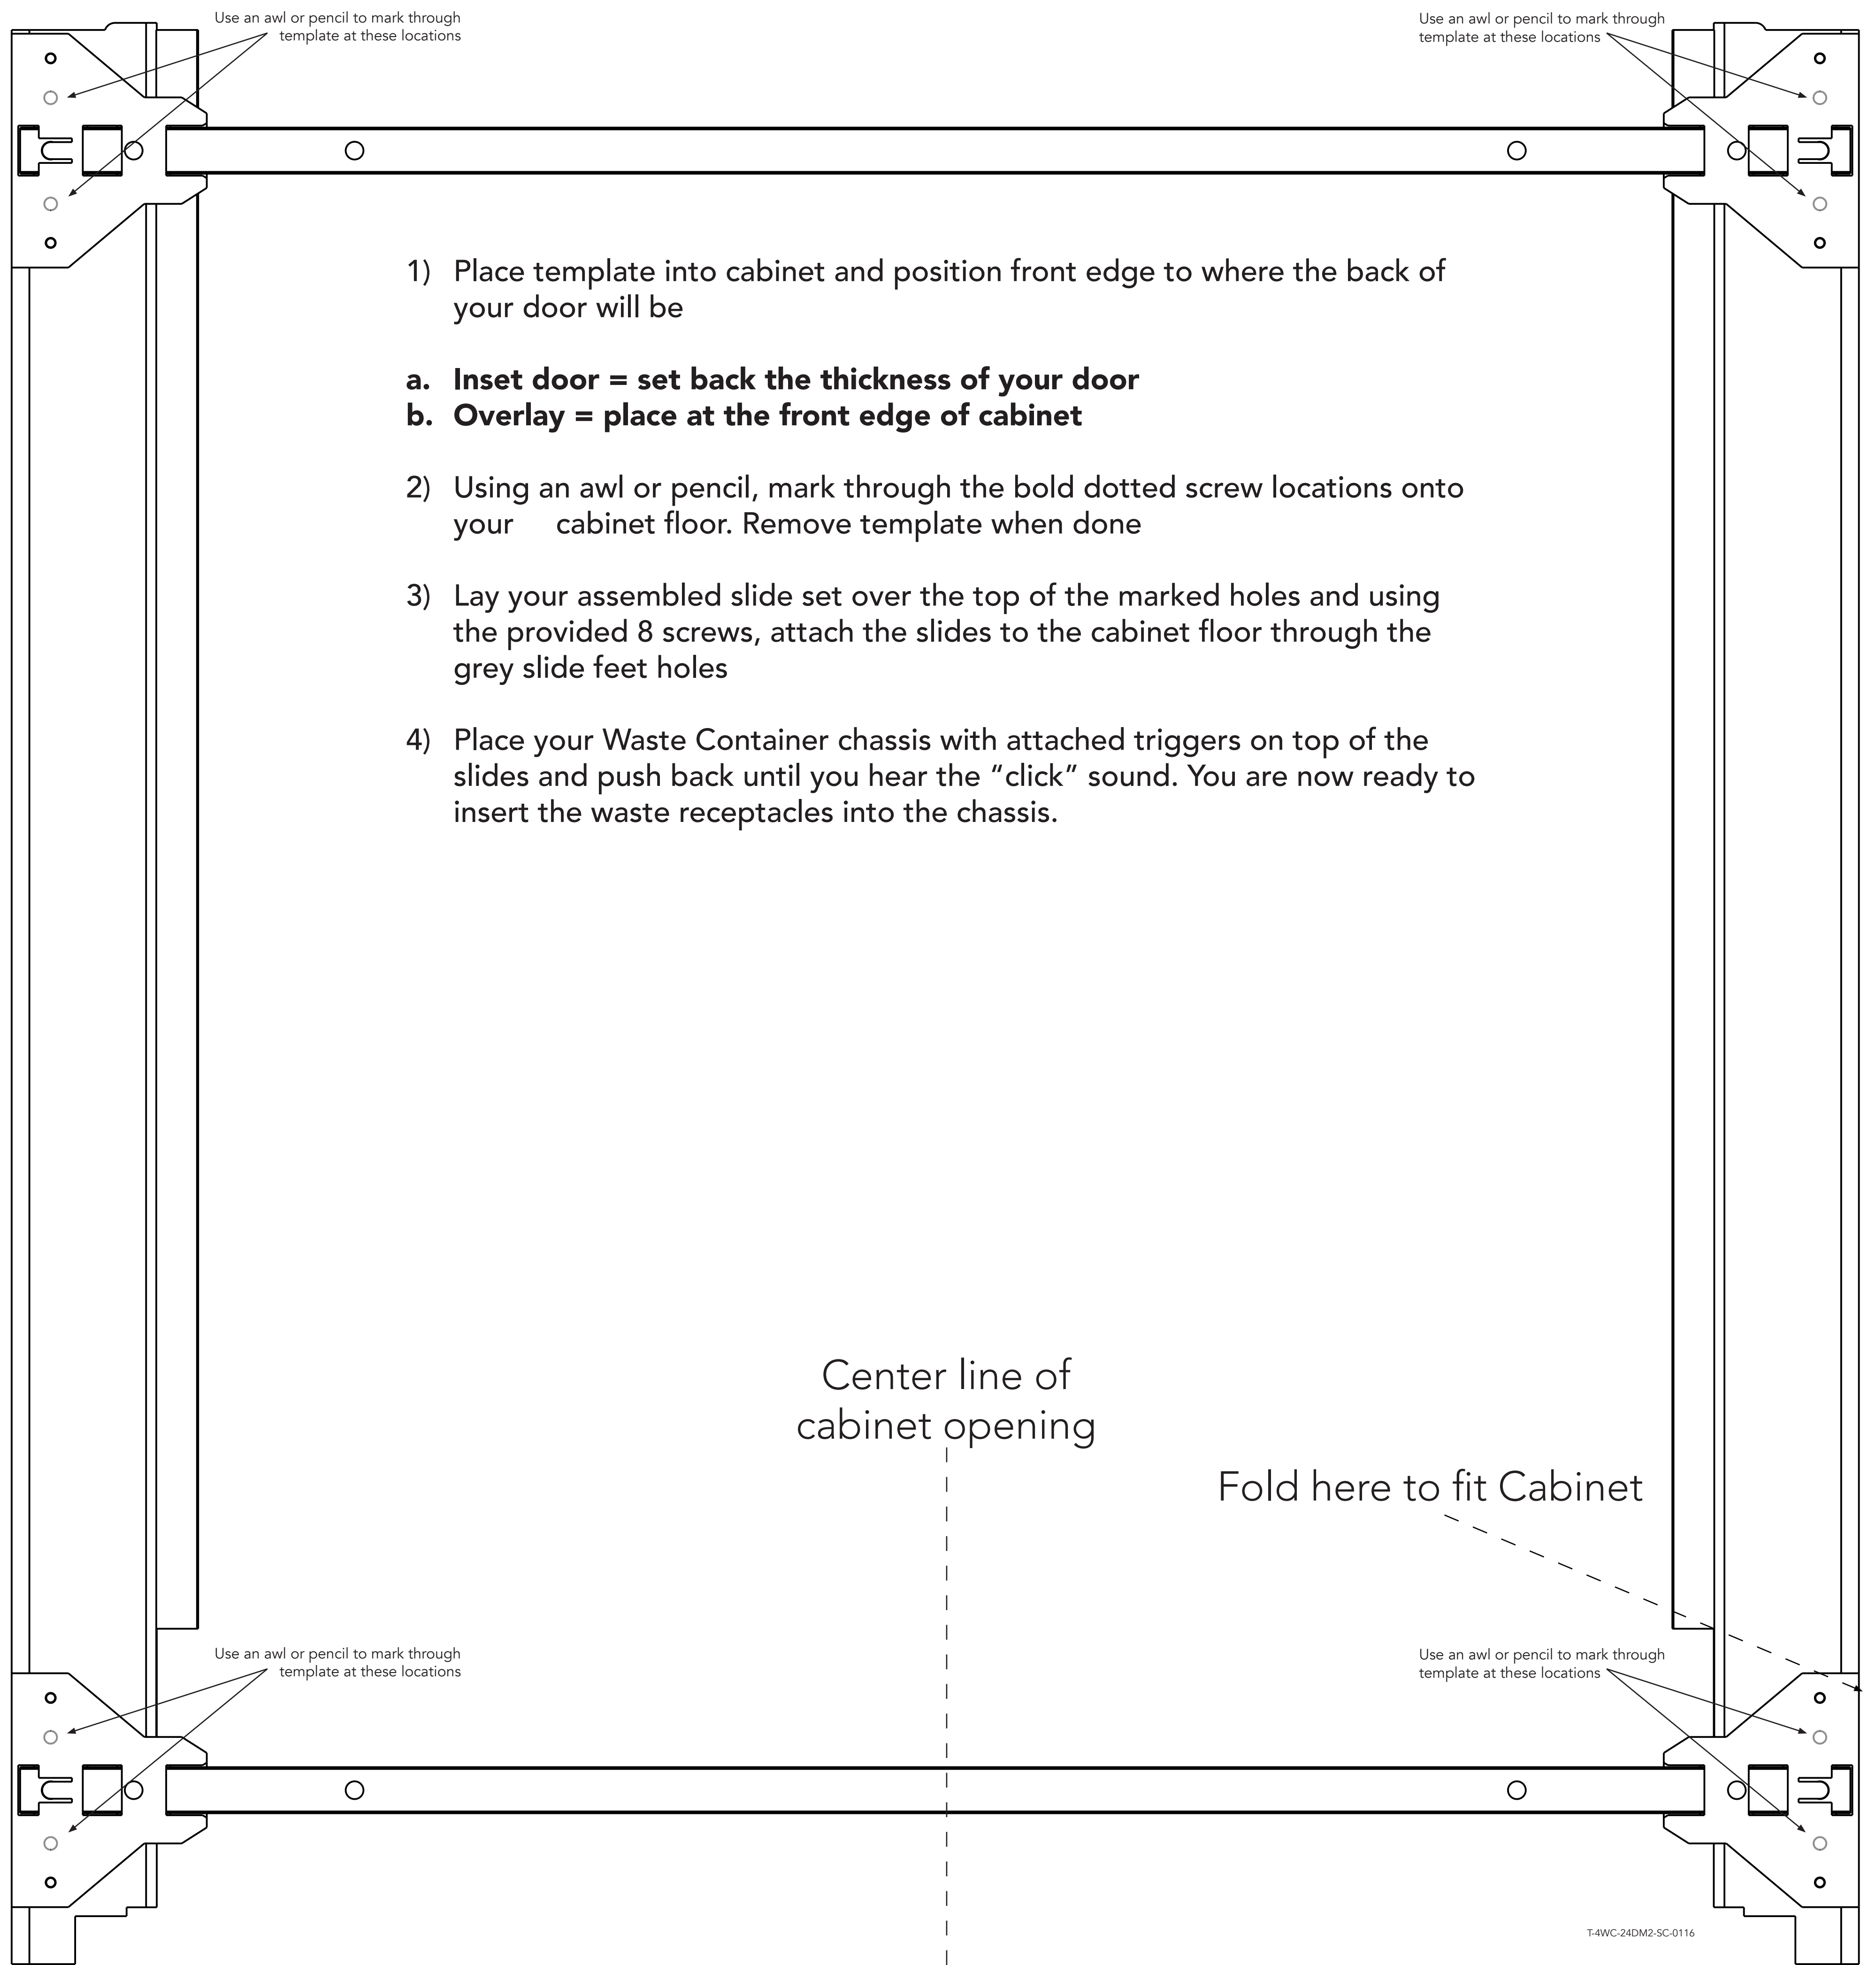 Use an awl or pencil to mark through
template at these locations
Use an awl or pencil to mark through
template at these locations
1) Place template into cabinet and position front edge to where the back of
your door will be
a. Inset door = set back the thickness of your door
b. Overlay = place at the front edge of cabinet
2) Using an awl or pencil, mark through the bold dotted screw locations onto
your cabinet floor. Remove template when done
3) Lay your assembled slide set over the top of the marked holes and using
the provided 8 screws, attach the slides to the cabinet floor through the
grey slide feet holes
4) Place your Waste Container chassis with attached triggers on top of the
slides and push back until you hear the “click” sound. You are now ready to
insert the waste receptacles into the chassis.
Center line of
cabinet opening
Fold here to fit Cabinet
Use an awl or pencil to mark through
template at these locations
Use an awl or pencil to mark through
template at these locations
T-4WC-24DM2-SC-0116